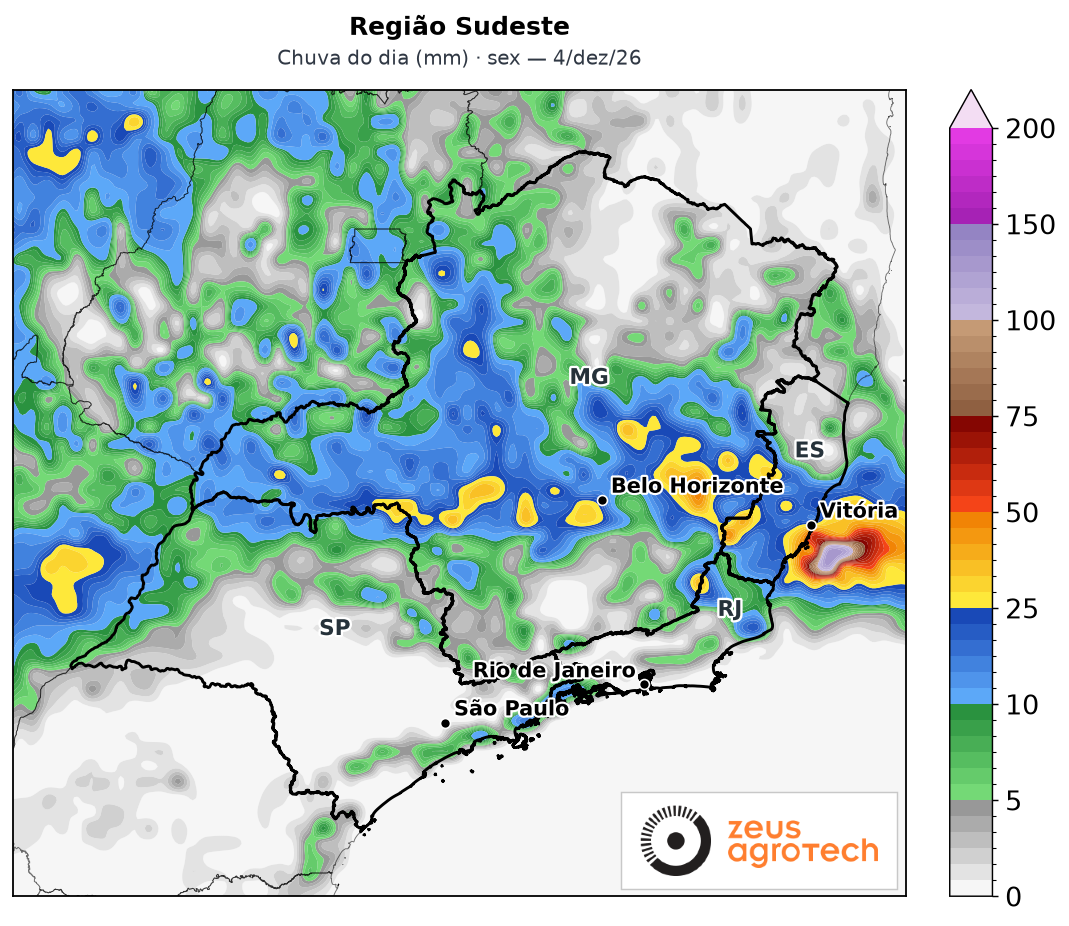 Região Sudeste
Chuva do dia (mm) · sex — 4/dez/26
200
150
100
75
50
25
10
5
0
MG
ES
Belo Horizonte
Vitória
RJ
SP
Rio de Janeiro
São Paulo
zeus
agrotech